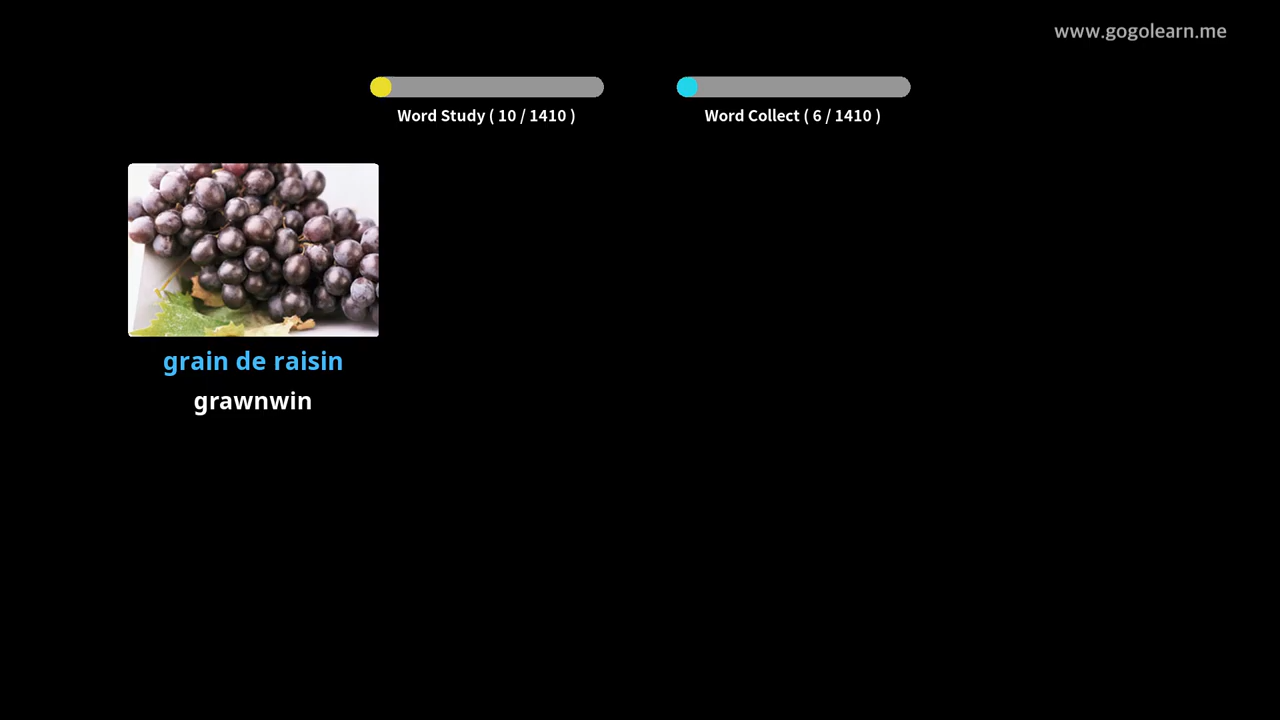 www.gogolearn.me
Word Study ( 10 / 1410 )
Word Collect ( 6 / 1410 )
grain de raisin
grawnwin